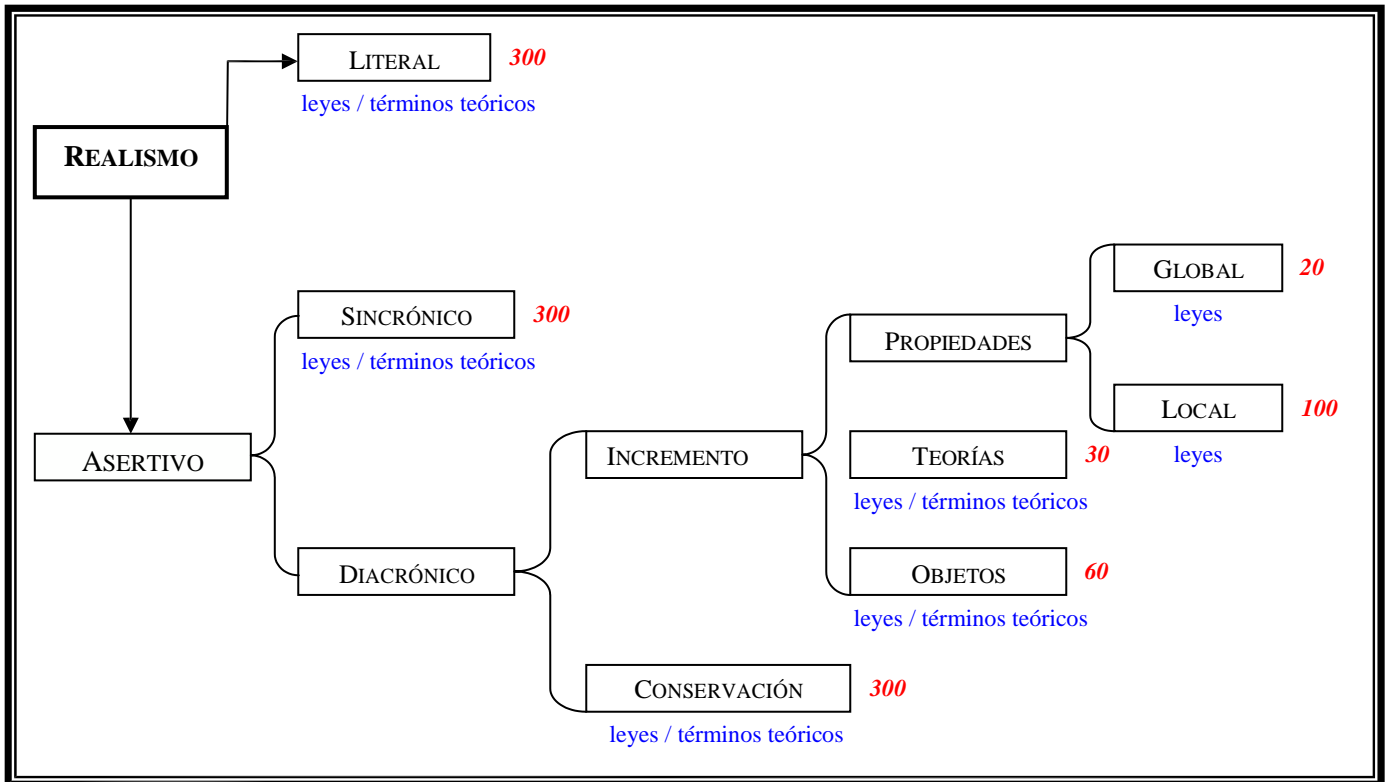 LITERAL 300
leyes / términos teóricos
REALISMO
GLOBAL 20
leyes
SINCRÓNICO 300
leyes / términos teóricos
PROPIEDADES
LOCAL 100
leyes
ASERTIVO
INCREMENTO
TEORÍAS 30
leyes / términos teóricos
DIACRÓNICO
OBJETOS 60
leyes / términos teóricos
CONSERVACIÓN 300
leyes / términos teóricos